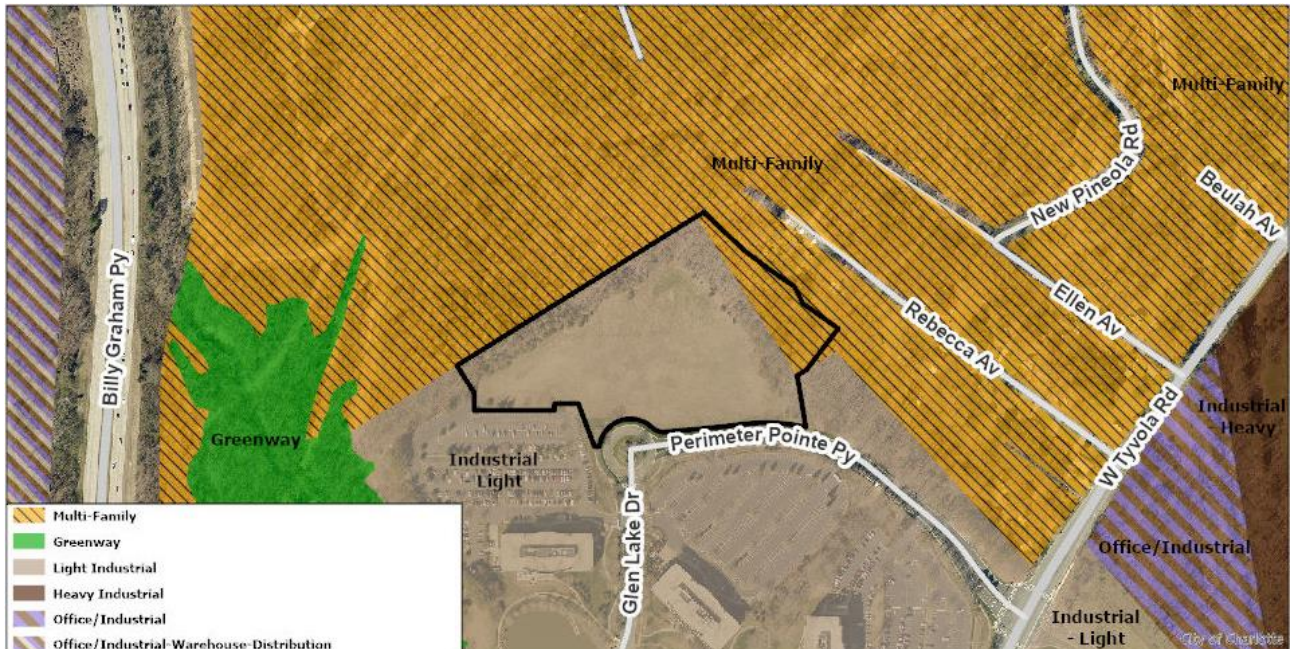 Multi-Family
Multi-Family
New Pineola Rd
Beulah Av
Billy Graham Py
Ellen Av
Rebecca Av
Greenway
Industrial
- Heavy
W Tyvola Rd
Perimeter Pointe Py
Industrial
Light
Office/Industrial
Glen Lake Dr
Industrial
- Light
City of Charlotte
Multi-Family
Greenway
Light Industrial
Heavy Industrial
Office/Industrial
Office/Industrial-Warehouse-Distribution